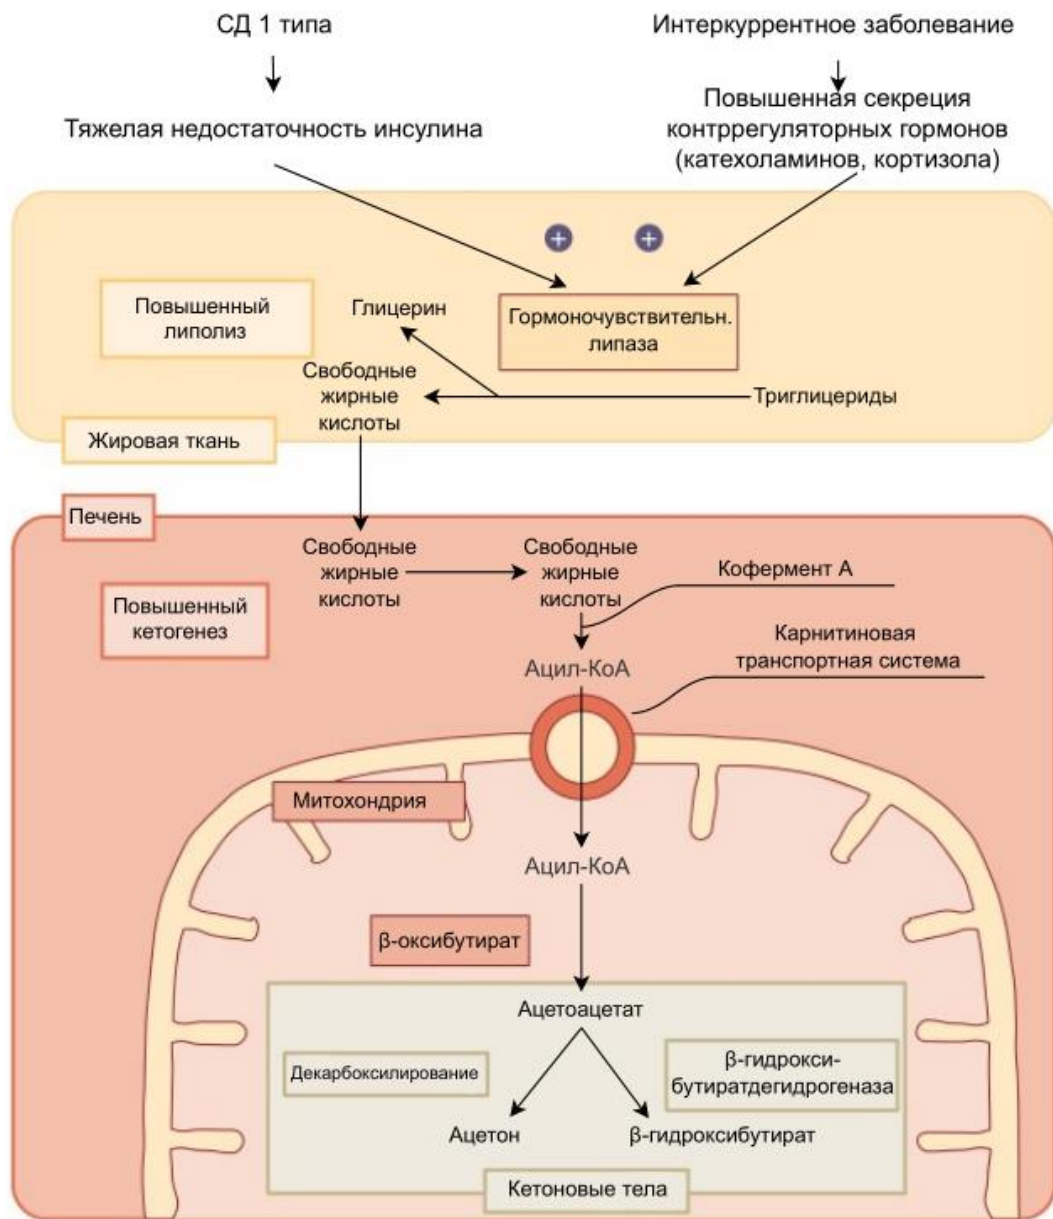 СД 1 типа
Интеркуррентное заболевание
Тяжелая недостаточность инсулина
Повышенная секреция
контррегуляторных гормонов
(катехоламинов, кортизола)
+ +
Повышенный
липолиз
Глицерин
Гормоночувствительн.
липаза
Свободные
жирные
кислоты
Триглицериды
Жировая ткань
Печень
Свободные
жирные
кислоты
Свободные
жирные
кислоты
Кофермент А
Повышенный
кетогенез
Карнитиновая
транспортная система
Ацил-КоА
Митохондрия
Ацил-КоА
β-оксибутират
Ацетоацетат
Декарбоксилирование
β-гидрокси-
бутиратдегидрогеназа
Ацетон
β-гидроксибутират
Кетоновые тела